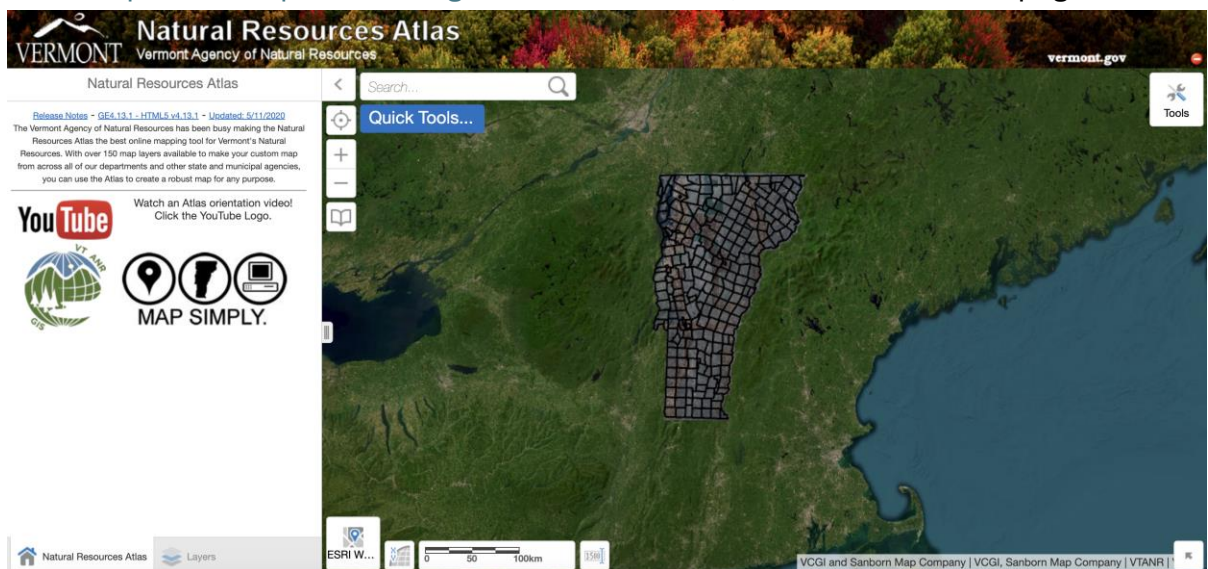 Natural Resources Atlas
VERMONT Vermont Agency of Natural Resources
vermont.gov
Natural Resources Atlas
Release Notes - GE4.13.1 - HTML5 v4.13.1 - Updated: 5/11/2020
The Vermont Agency of Natural Resources has been busy making the Natural
Resources Atlas the best online mapping tool for Vermont's Natural
Resources. With over 150 map layers available to make your custom map
from across all of our departments and other state and municipal agencies,
you can use the Atlas to create a robust map for any purpose.
YouTube
Watch an Atlas orientation video!
Click the YouTube Logo.
VT ANR
GIS
MAP SIMPLY.
Natural Resources Atlas
Layers
Search...
Quick Tools...
Tools
ESRI W...
0 50 100km
VCGI and Sanborn Map Company | VCGI, Sanborn Map Company | VTANR |